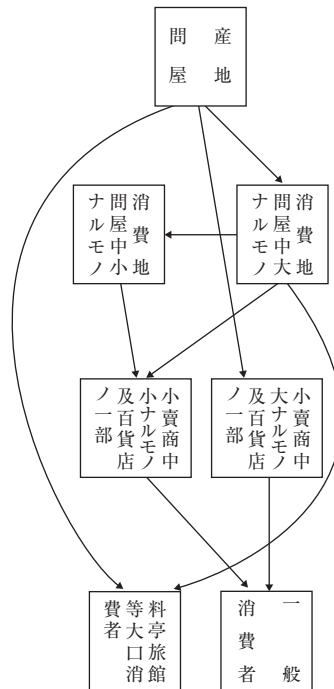 産地
問屋
消費地
問屋中大
ナルモノ
消費地
問屋中小
ナルモノ
小賣商中
大ナルモノ
及百貨店
ノ一部
小賣商中
小ナルモノ
及百貨店
ノ一部
一般
消費者
料亭旅館
等大口消
費者